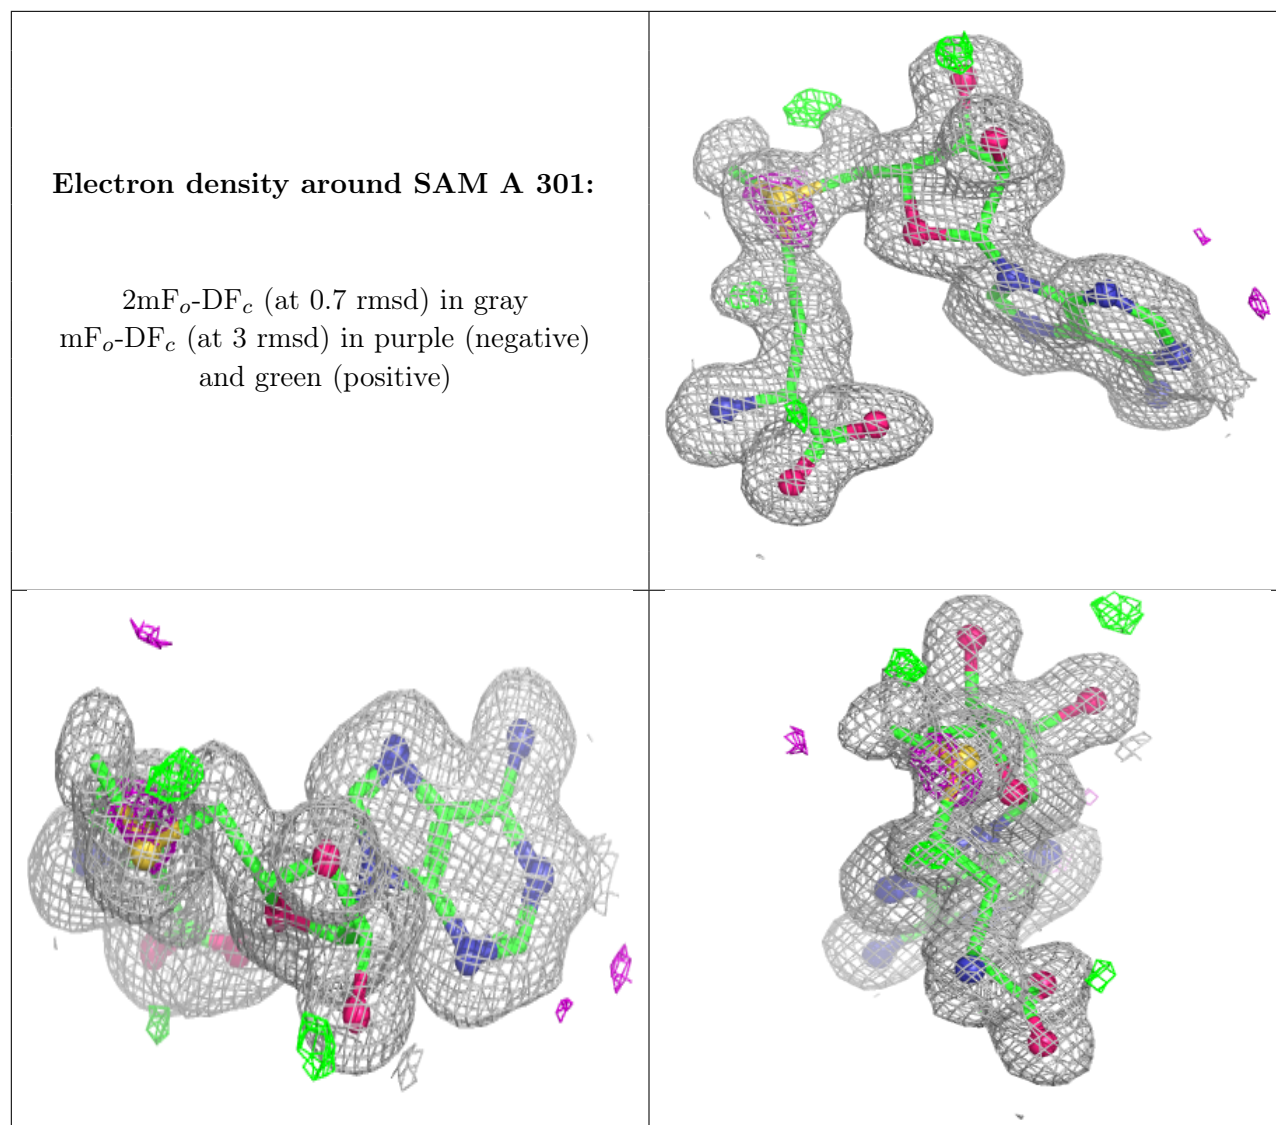 Electron density around SAM A 301:
2mFo-DFc (at 0.7 rmsd) in gray
mFo-DFc (at 3 rmsd) in purple (negative)
and green (positive)